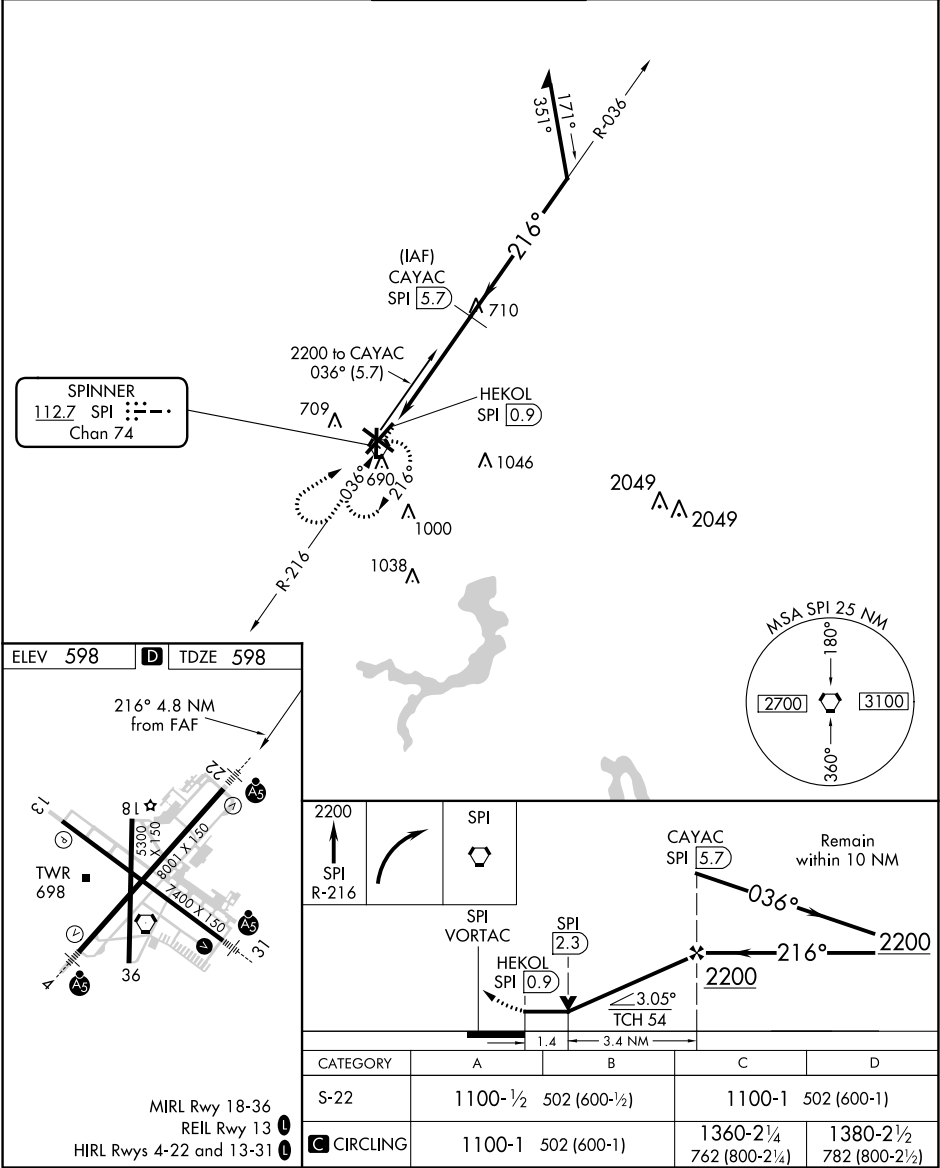 351°
171°
R-036
216°
(IAF)
CAYAC
SPI 5.7
710
2200 to CAYAC
036° (5.7)
SPINNER
112.7 SPI
Chan 74
709
HEKOL
SPI 0.9
1046
036°
690
216°
2049
2049
1000
R-216
1038
MSA SPI 25 NM
180°
2700
3100
360°
ELEV 598 D TDZE 598
216° 4.8 NM
from FAF
22
A5
V
13
18
P
5300 X 150
8001 X 150
TWR
698
7400 X 150
V
A5
V
31
4
A5
36
MIRL Rwy 18-36
REIL Rwy 13 L
HIRL Rwys 4-22 and 13-31 L
2200
SPI
R-216
SPI
CAYAC
SPI 5.7
Remain
within 10 NM
036°
2200
216°
2200
SPI
VORTAC
SPI
2.3
HEKOL
SPI 0.9
3.05°
TCH 54
1.4
3.4 NM
CATEGORY A B C D
S-22 1100-½ 502 (600-½) 1100-1 502 (600-1)
C CIRCLING 1100-1 502 (600-1) 1360-2¼ 1380-2½
762 (800-2¼) 782 (800-2½)